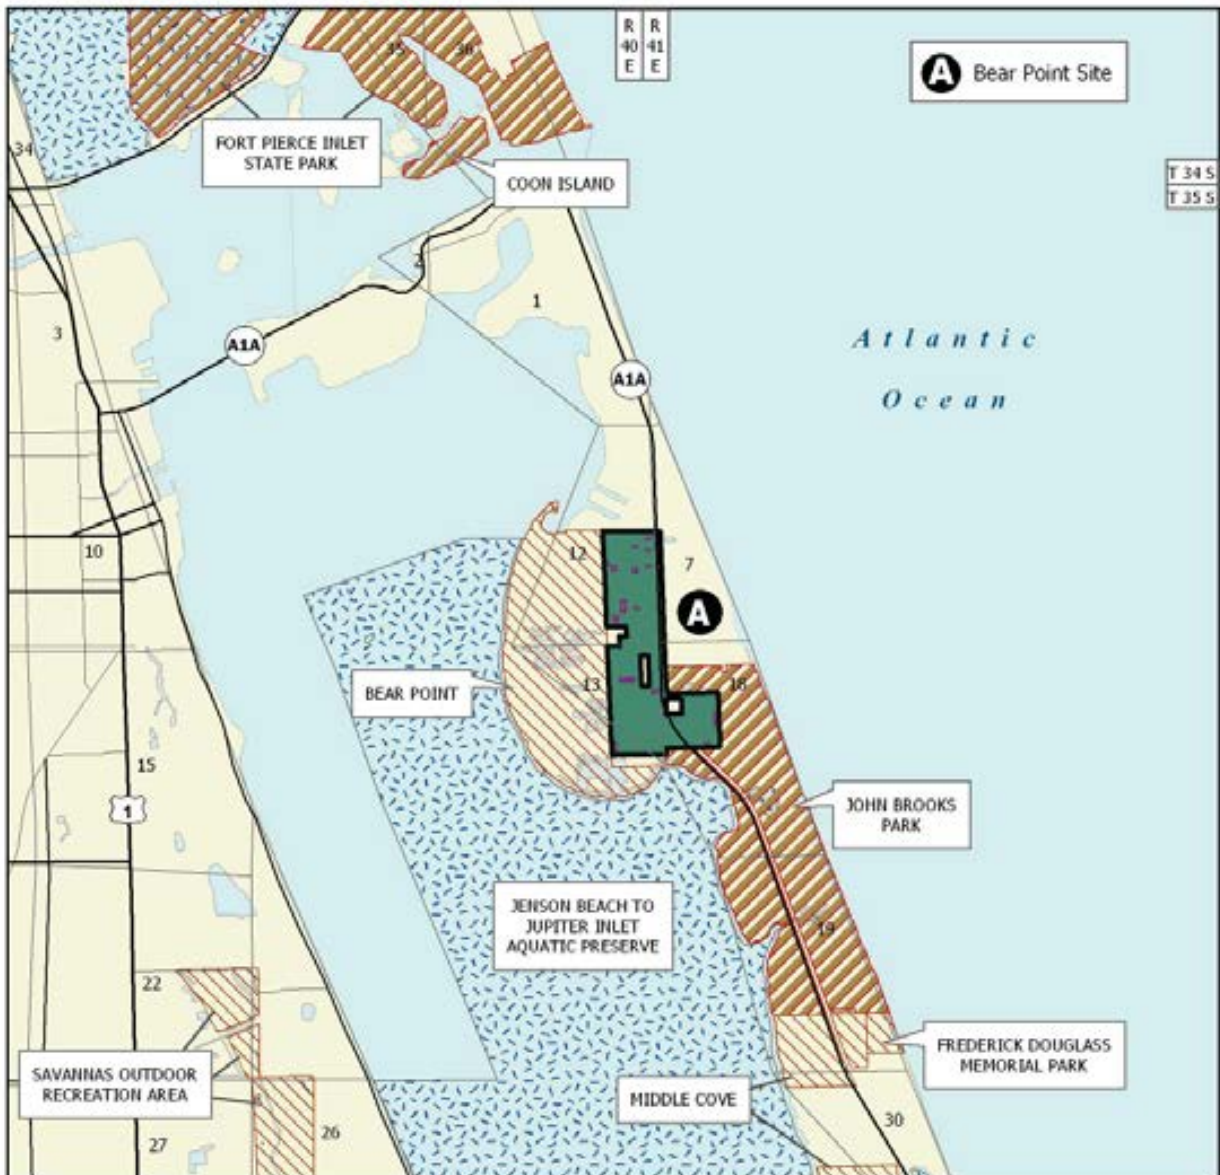 R R
40 41
E E
A Bear Point Site
35
36
FORT PIERCE INLET
STATE PARK
34
COON ISLAND
T 34 S
T 35 S
2
1
3
A1A
A1A
Atlantic
Ocean
10
12
7
A
BEAR POINT
13
18
15
1
JOHN BROOKS
PARK
JENSON BEACH TO
JUPITER INLET
AQUATIC PRESERVE
19
22
FREDERICK DOUGLASS
MEMORIAL PARK
SAVANNAS OUTDOOR
RECREATION AREA
MIDDLE COVE
30
27
26